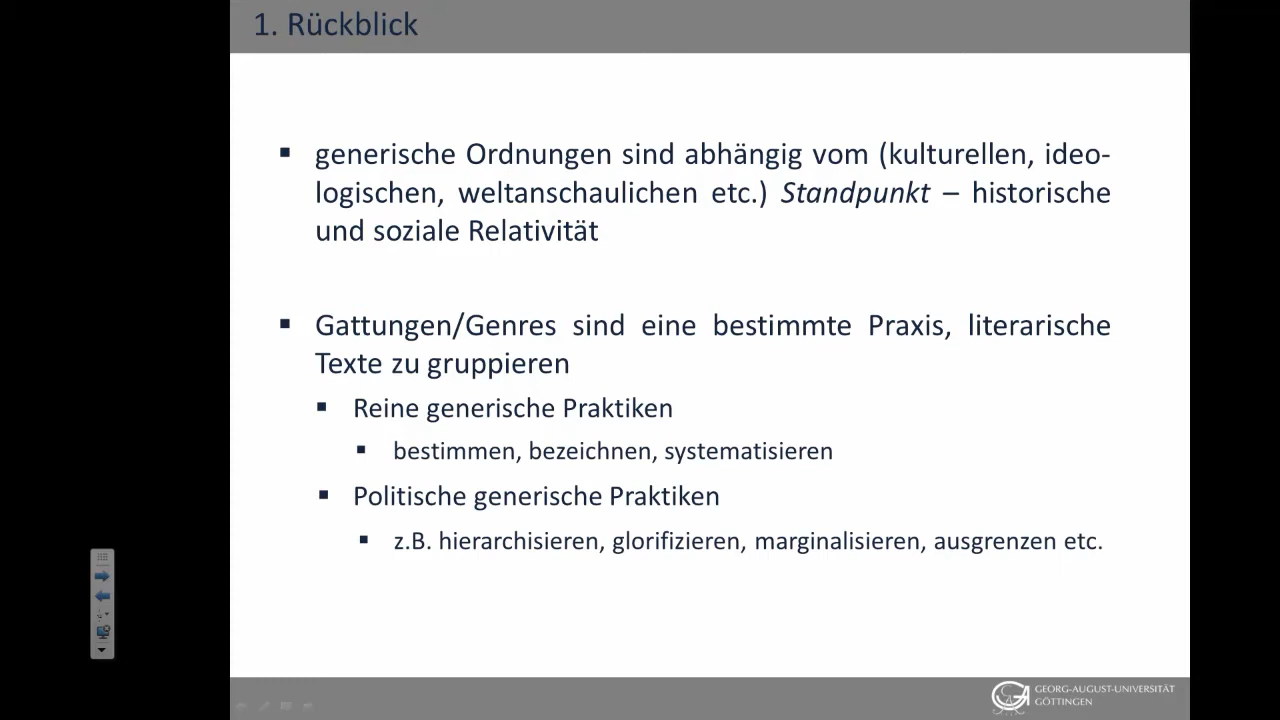 1. Rückblick
▪ generische Ordnungen sind abhängig vom (kulturellen, ideo-
logischen, weltanschaulichen etc.) Standpunkt – historische
und soziale Relativität
▪ Gattungen/Genres sind eine bestimmte Praxis, literarische
Texte zu gruppieren
▪ Reine generische Praktiken
▪ bestimmen, bezeichnen, systematisieren
▪ Politische generische Praktiken
▪ z.B. hierarchisieren, glorifizieren, marginalisieren, ausgrenzen etc.
GEORG-AUGUST-UNIVERSITÄT
GÖTTINGEN